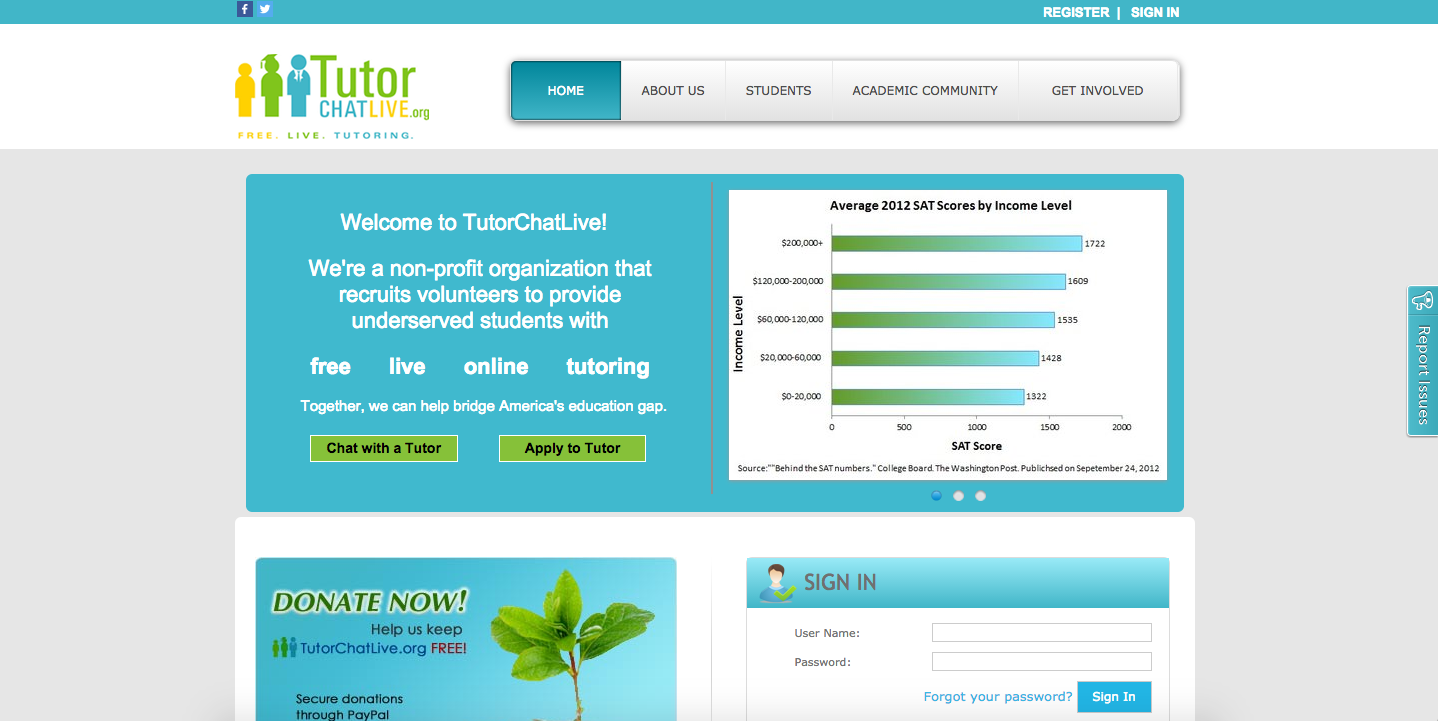 REGISTER | SIGN IN
Tutor
CHATLIVE.org
FREE. LIVE. TUTORING.
HOME ABOUT US STUDENTS ACADEMIC COMMUNITY GET INVOLVED
Welcome to TutorChatLive!
We're a non-profit organization that
recruits volunteers to provide
underserved students with
free live online tutoring
Together, we can help bridge America's education gap.
Chat with a Tutor Apply to Tutor
Average 2012 SAT Scores by Income Level
Income Level
$200,000+ 1722
$120,000-200,000 1609
$60,000-120,000 1535
$20,000-60,000 1428
$0-20,000 1322
0 500 1000 1500 2000
SAT Score
Source:""Behind the SAT numbers." College Board. The Washington Post. Publichsed on Sepetember 24, 2012
Report Issues
DONATE NOW!
Help us keep
TutorChatLive.org FREE!
Secure donations
through PayPal
SIGN IN
User Name:
Password:
Forgot your password? Sign In